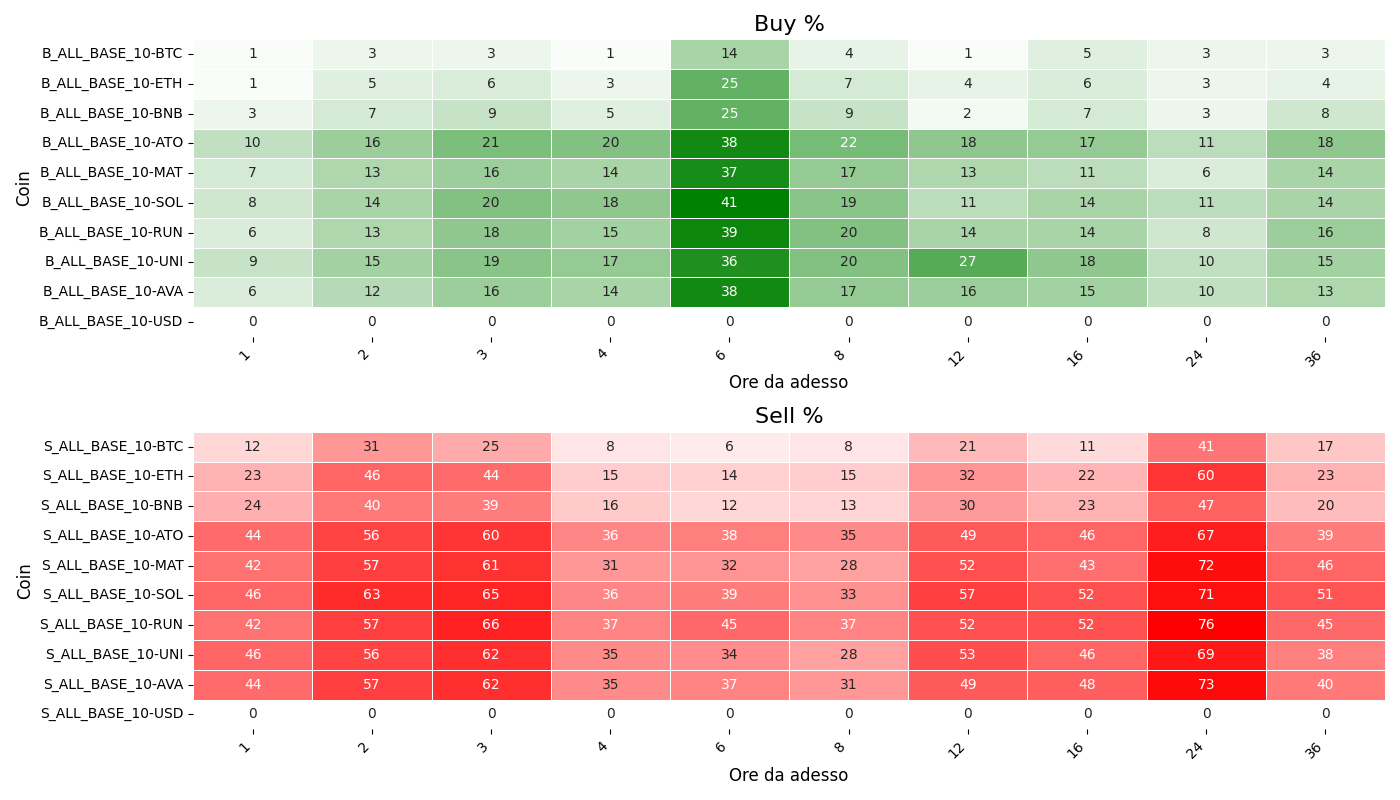 Buy %
Coin
B_ALL_BASE_10-BTC 1 3 3 1 14 4 1 5 3 3
B_ALL_BASE_10-ETH 1 5 6 3 25 7 4 6 3 4
B_ALL_BASE_10-BNB 3 7 9 5 25 9 2 7 3 8
B_ALL_BASE_10-ATO 10 16 21 20 38 22 18 17 11 18
B_ALL_BASE_10-MAT 7 13 16 14 37 17 13 11 6 14
B_ALL_BASE_10-SOL 8 14 20 18 41 19 11 14 11 14
B_ALL_BASE_10-RUN 6 13 18 15 39 20 14 14 8 16
B_ALL_BASE_10-UNI 9 15 19 17 36 20 27 18 10 15
B_ALL_BASE_10-AVA 6 12 16 14 38 17 16 15 10 13
B_ALL_BASE_10-USD 0 0 0 0 0 0 0 0 0 0
1 2 3 4 6 8 12 16 24 36
Ore da adesso
Sell %
Coin
S_ALL_BASE_10-BTC 12 31 25 8 6 8 21 11 41 17
S_ALL_BASE_10-ETH 23 46 44 15 14 15 32 22 60 23
S_ALL_BASE_10-BNB 24 40 39 16 12 13 30 23 47 20
S_ALL_BASE_10-ATO 44 56 60 36 38 35 49 46 67 39
S_ALL_BASE_10-MAT 42 57 61 31 32 28 52 43 72 46
S_ALL_BASE_10-SOL 46 63 65 36 39 33 57 52 71 51
S_ALL_BASE_10-RUN 42 57 66 37 45 37 52 52 76 45
S_ALL_BASE_10-UNI 46 56 62 35 34 28 53 46 69 38
S_ALL_BASE_10-AVA 44 57 62 35 37 31 49 48 73 40
S_ALL_BASE_10-USD 0 0 0 0 0 0 0 0 0 0
1 2 3 4 6 8 12 16 24 36
Ore da adesso